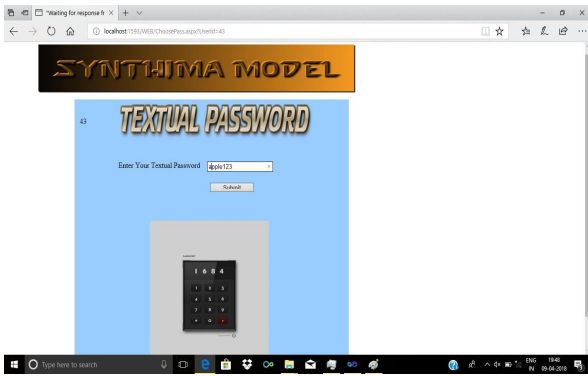 "Waiting for response fr
localhost:1593/WEB/ChoosePass.aspx?UserId=43
SYNTHIMA MODEL
43
TEXTUAL PASSWORD
Enter Your Textual Password apple123
Submit
1 6 8 4
1 2 3
4 5 6
7 8 9
0
Type here to search
ENG 19:48
IN 09-04-2018